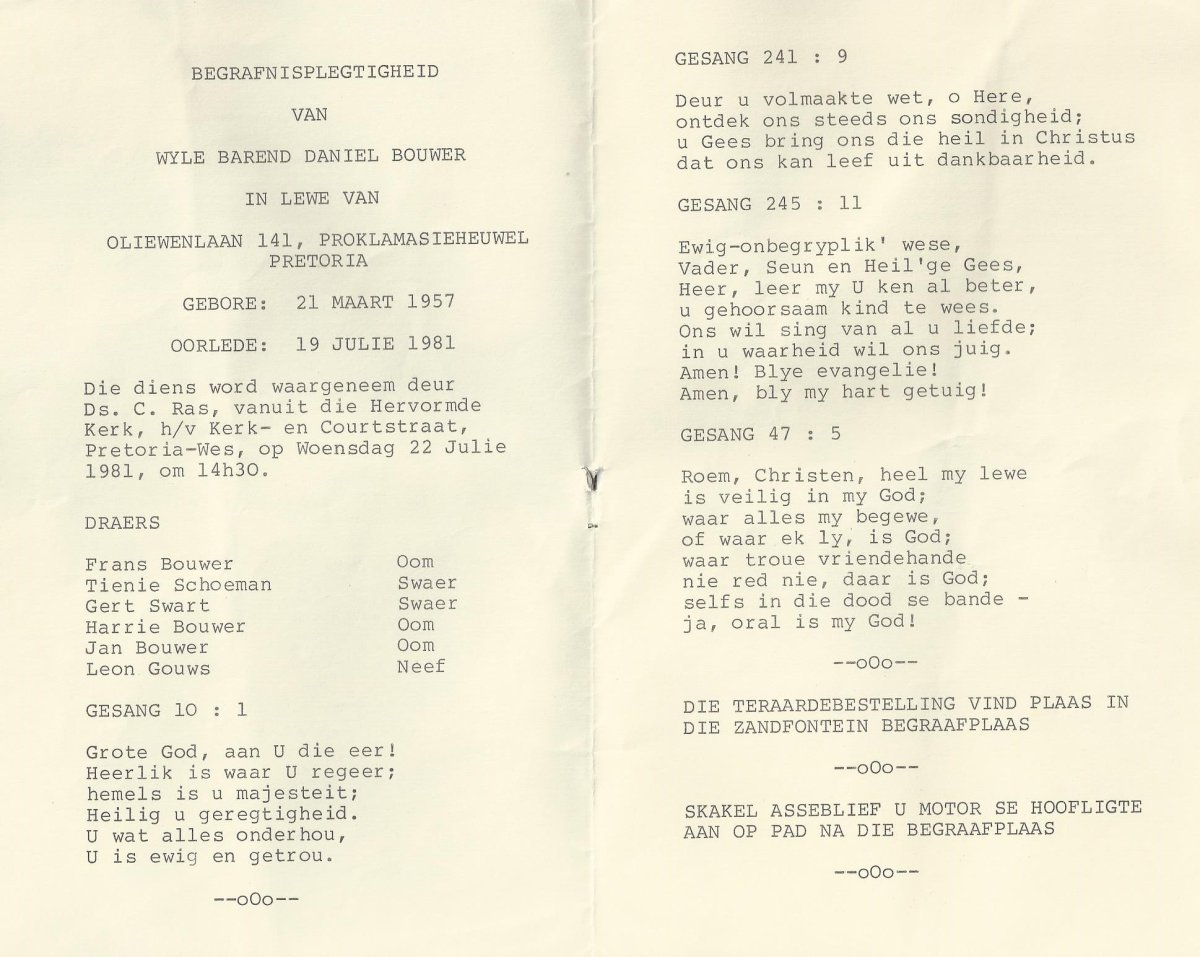 BEGRAFNISPLEGTIGHEID
VAN
WYLE BAREND DANIEL BOUWER
IN LEWE VAN
OLIEWENLAAN 141, PROKLAMASIEHEUWEL
PRETORIA
GEBORE: 21 MAART 1957
OORLEDE: 19 JULIE 1981
Die diens word waargeneem deur
Ds. C. Ras, vanuit die Hervormde
Kerk, h/v Kerk- en Courtstraat,
Pretoria-Wes, op Woensdag 22 Julie
1981, om 14h30.
DRAERS
Frans Bouwer Oom
Tienie Schoeman Swaer
Gert Swart Swaer
Harrie Bouwer Oom
Jan Bouwer Oom
Leon Gouws Neef
GESANG 10 : 1
Grote God, aan U die eer!
Heerlik is waar U regeer;
hemels is u majesteit;
Heilig u geregtigheid.
U wat alles onderhou,
U is ewig en getrou.
--oOo--
GESANG 241 : 9
Deur u volmaakte wet, o Here,
ontdek ons steeds ons sondigheid;
u Gees bring ons die heil in Christus
dat ons kan leef uit dankbaarheid.
GESANG 245 : 11
Ewig-onbegryplik' wese,
Vader, Seun en Heil'ge Gees,
Heer, leer my U ken al beter,
u gehoorsaam kind te wees.
Ons wil sing van al u liefde;
in u waarheid wil ons juig.
Amen! Blye evangelie!
Amen, bly my hart getuig!
GESANG 47 : 5
Roem, Christen, heel my lewe
is veilig in my God;
waar alles my begewe,
of waar ek ly, is God;
waar troue vriendehande
nie red nie, daar is God;
selfs in die dood se bande -
ja, oral is my God!
--oOo--
DIE TERAARDEBESTELLING VIND PLAAS IN
DIE ZANDFONTEIN BEGRAAFPLAAS
--oOo--
SKAKEL ASSEBLIEF U MOTOR SE HOOFLIGTE
AAN OP PAD NA DIE BEGRAAFPLAAS
--oOo--